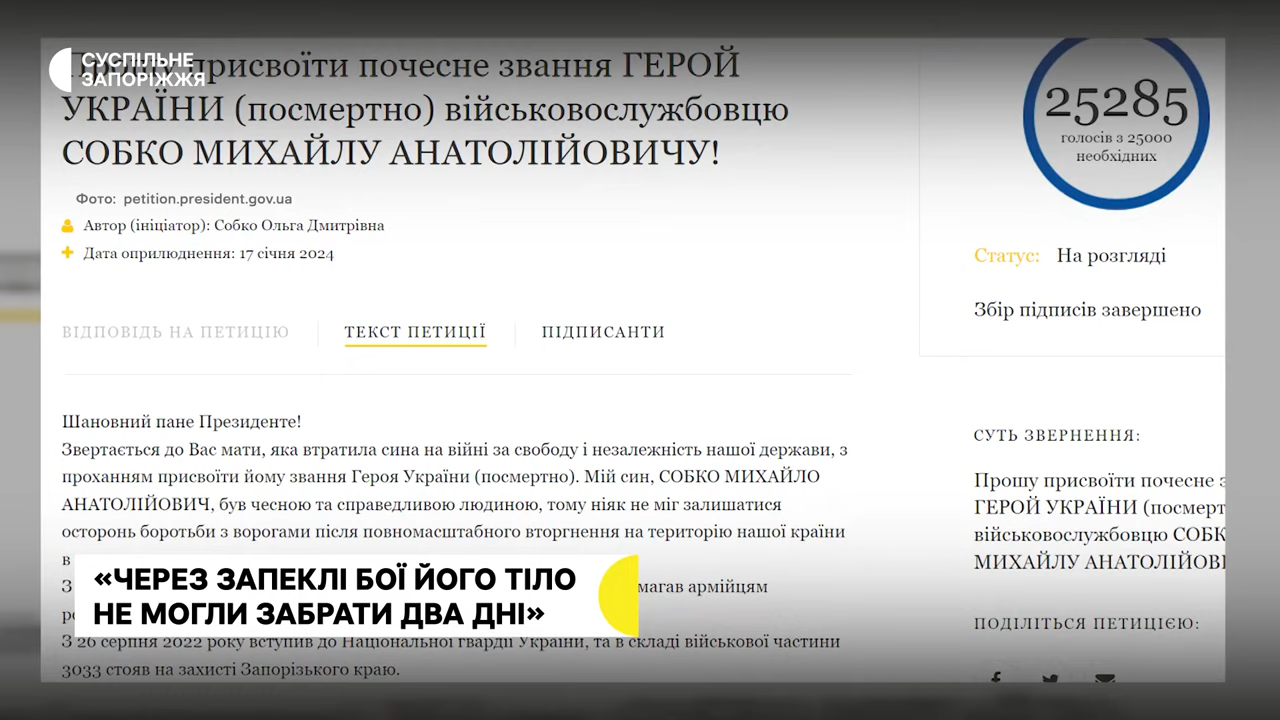 СУСПІЛЬНЕ
ЗАПОРІЖЖЯ
Прошу присвоїти почесне звання ГЕРОЙ
УКРАЇНИ (посмертно) військовослужбовцю
СОБКО МИХАЙЛУ АНАТОЛІЙОВИЧУ!
Фото: petition.president.gov.ua
Автор (ініціатор): Собко Ольга Дмитрівна
Дата оприлюднення: 17 січня 2024
25285
голосів з 25000
необхідних
Статус: На розгляді
Збір підписів завершено
ВІДПОВІДЬ НА ПЕТИЦІЮ
ТЕКСТ ПЕТИЦІЇ
ПІДПИСАНТИ
Шановний пане Президенте!
Звертається до Вас мати, яка втратила сина на війні за свободу і незалежність нашої держави, з
проханням присвоїти йому звання Героя України (посмертно). Мій син, СОБКО МИХАЙЛО
АНАТОЛІЙОВИЧ, був чесною та справедливою людиною, тому ніяк не міг залишатися
осторонь боротьби з ворогами після повномасштабного вторгнення на територію нашої країни
в
З магав армійцям
З 26 серпня 2022 року вступив до Національної гвардії України, та в складі військової частини
3033 стояв на захисті Запорізького краю.
«ЧЕРЕЗ ЗАПЕКЛІ БОЇ ЙОГО ТІЛО
НЕ МОГЛИ ЗАБРАТИ ДВА ДНІ»
СУТЬ ЗВЕРНЕННЯ:
Прошу присвоїти почесне з
ГЕРОЙ УКРАЇНИ (посмерт
військовослужбовцю СОБК
МИХАЙЛУ АНАТОЛІЙОВІ
ПОДІЛІТЬСЯ ПЕТИЦІЄЮ: